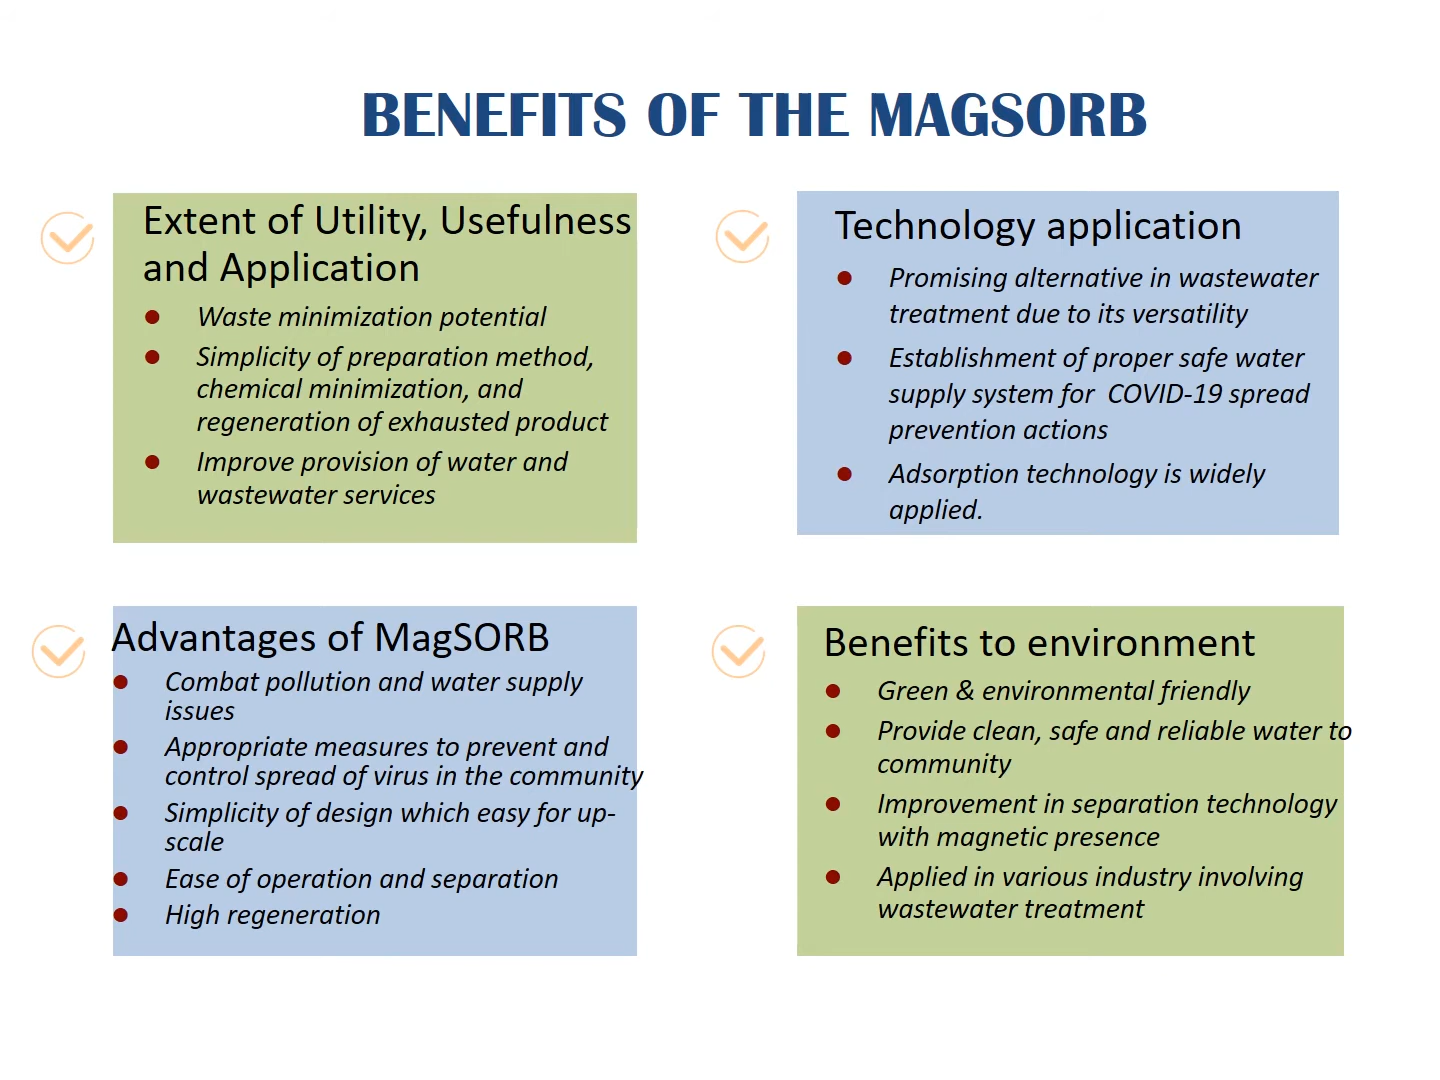 BENEFITS OF THE MAGSORB
Extent of Utility, Usefulness
and Application
Waste minimization potential
Simplicity of preparation method,
chemical minimization, and
regeneration of exhausted product
Improve provision of water and
wastewater services
Technology application
Promising alternative in wastewater
treatment due to its versatility
Establishment of proper safe water
supply system for  COVID-19 spread
prevention actions
Adsorption technology is widely
applied.
Advantages of MagSORB
Combat pollution and water supply
issues
Appropriate measures to prevent and
control spread of virus in the community
Simplicity of design which easy for up-
scale
Ease of operation and separation
High regeneration
Benefits to environment
Green & environmental friendly
Provide clean, safe and reliable water to
community
Improvement in separation technology
with magnetic presence
Applied in various industry involving
wastewater treatment